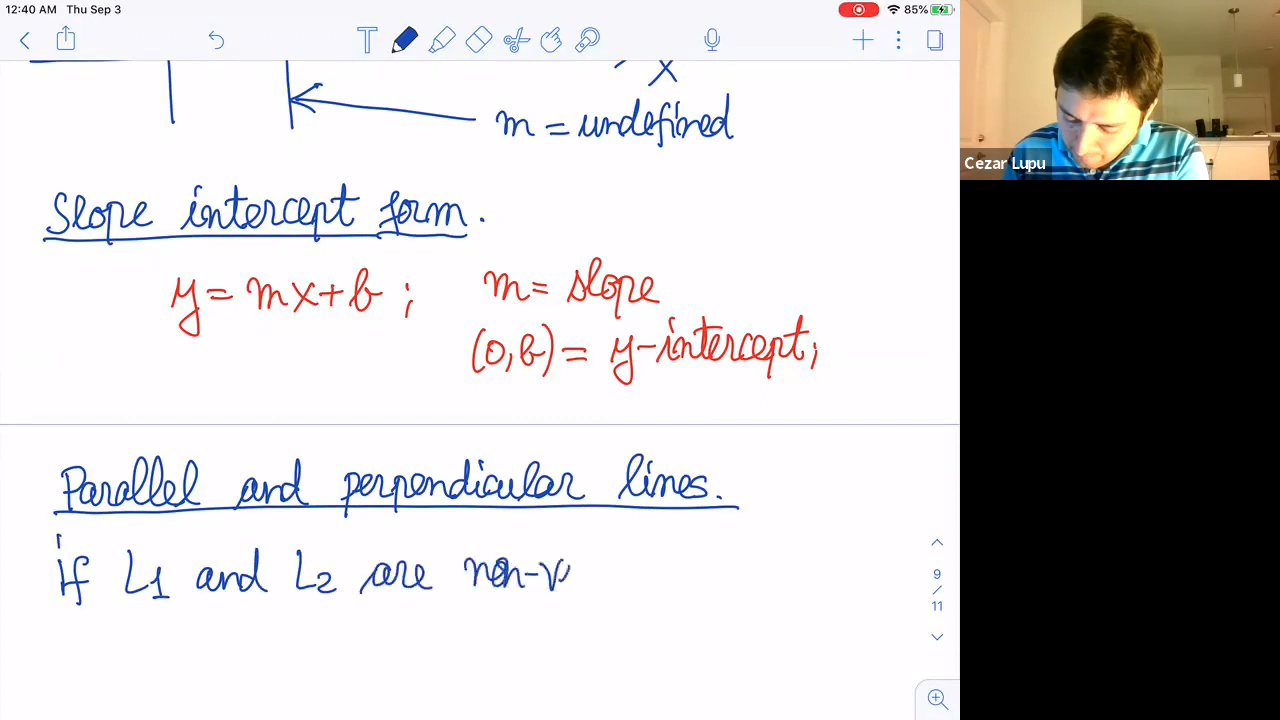 12:40 AM Thu Sep 3
85%
m = undefined
Slope intercept form.
y = mx + b ; m = slope
(0, b) = y-intercept;
Parallel and perpendicular lines.
if L1 and L2 are non-v
9
/
11
Cezar Lupu